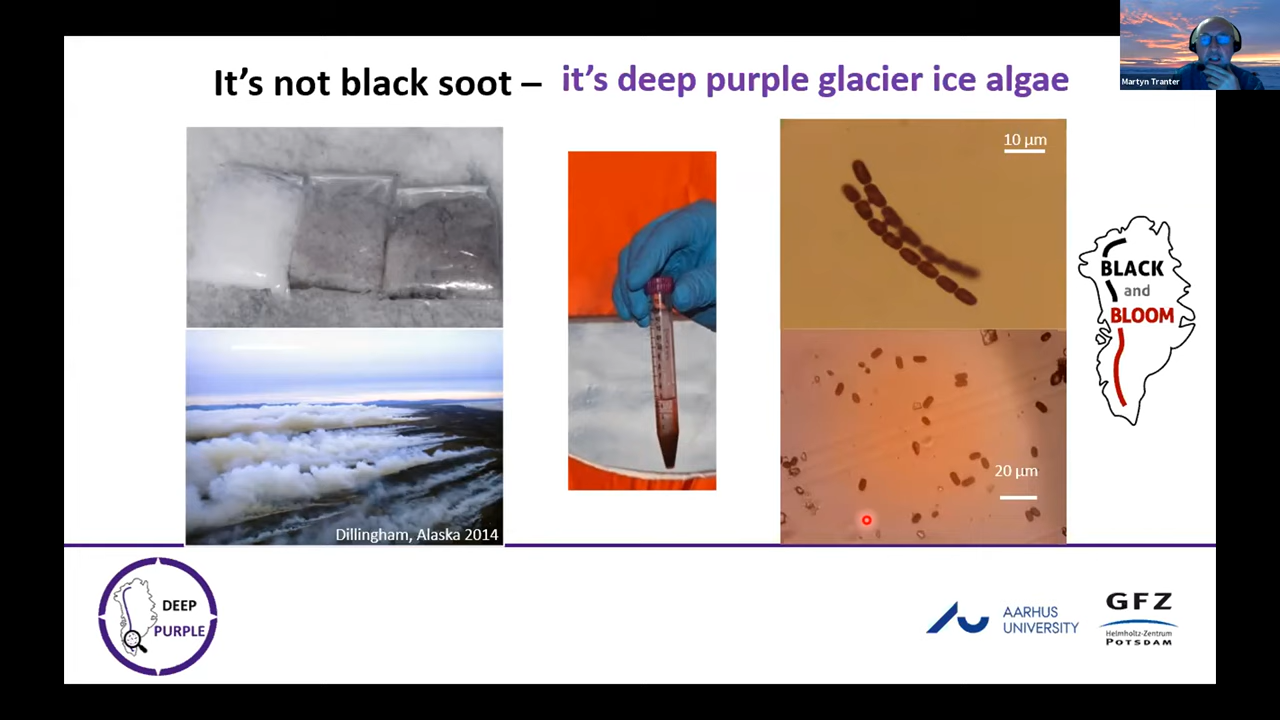 It's not black soot – it's deep purple glacier ice algae
Martyn Tranter
10 µm
BLACK
and
BLOOM
20 µm
Dillingham, Alaska 2014
DEEP
PURPLE
AARHUS
UNIVERSITY
GFZ
Helmholtz-Zentrum
POTSDAM